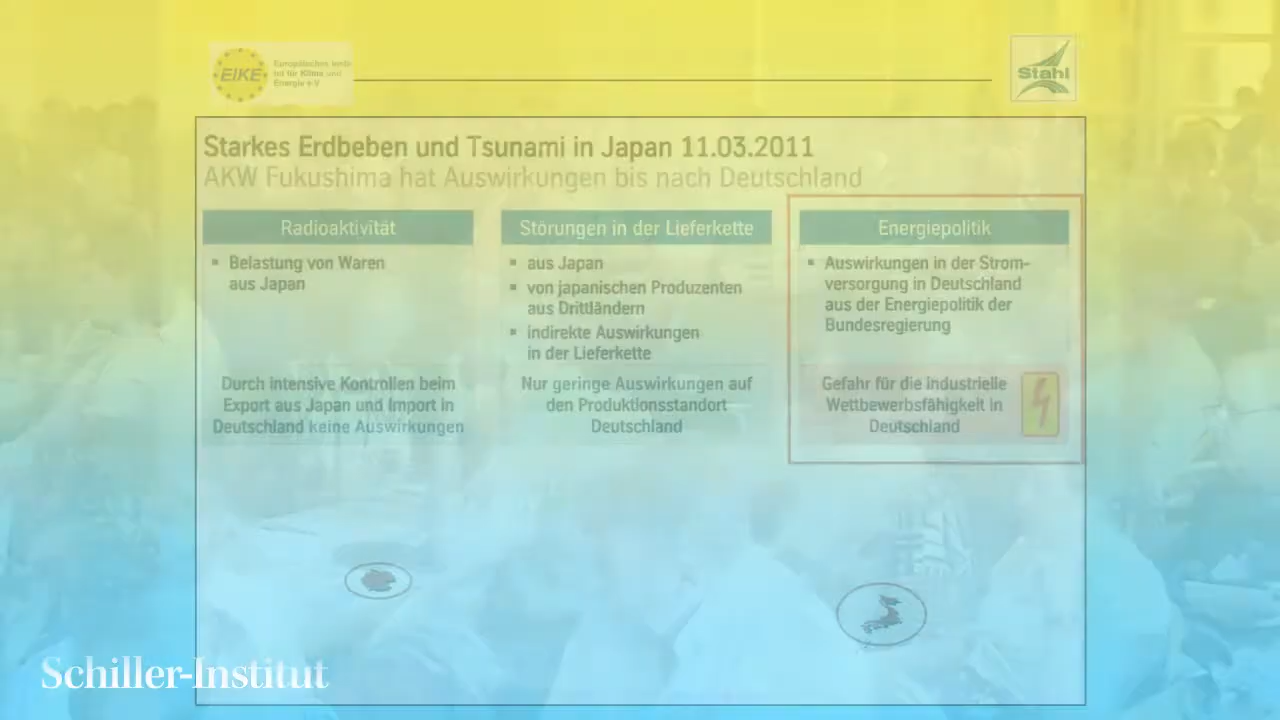 EIKE
Europäisches Institut
tut für Klima und
Energie e.V
Stahl
Starkes Erdbeben und Tsunami in Japan 11.03.2011
AKW Fukushima hat Auswirkungen bis nach Deutschland
Radioaktivität
▪ Belastung von Waren
aus Japan
Durch intensive Kontrollen beim
Export aus Japan und Import in
Deutschland keine Auswirkungen
Störungen in der Lieferkette
▪ aus Japan
▪ von japanischen Produzenten
aus Drittländern
▪ indirekte Auswirkungen
in der Lieferkette
Nur geringe Auswirkungen auf
den Produktionsstandort
Deutschland
Energiepolitik
▪ Auswirkungen in der Strom-
versorgung in Deutschland
aus der Energiepolitik der
Bundesregierung
Gefahr für die industrielle
Wettbewerbsfähigkeit in
Deutschland
Schiller-Institut